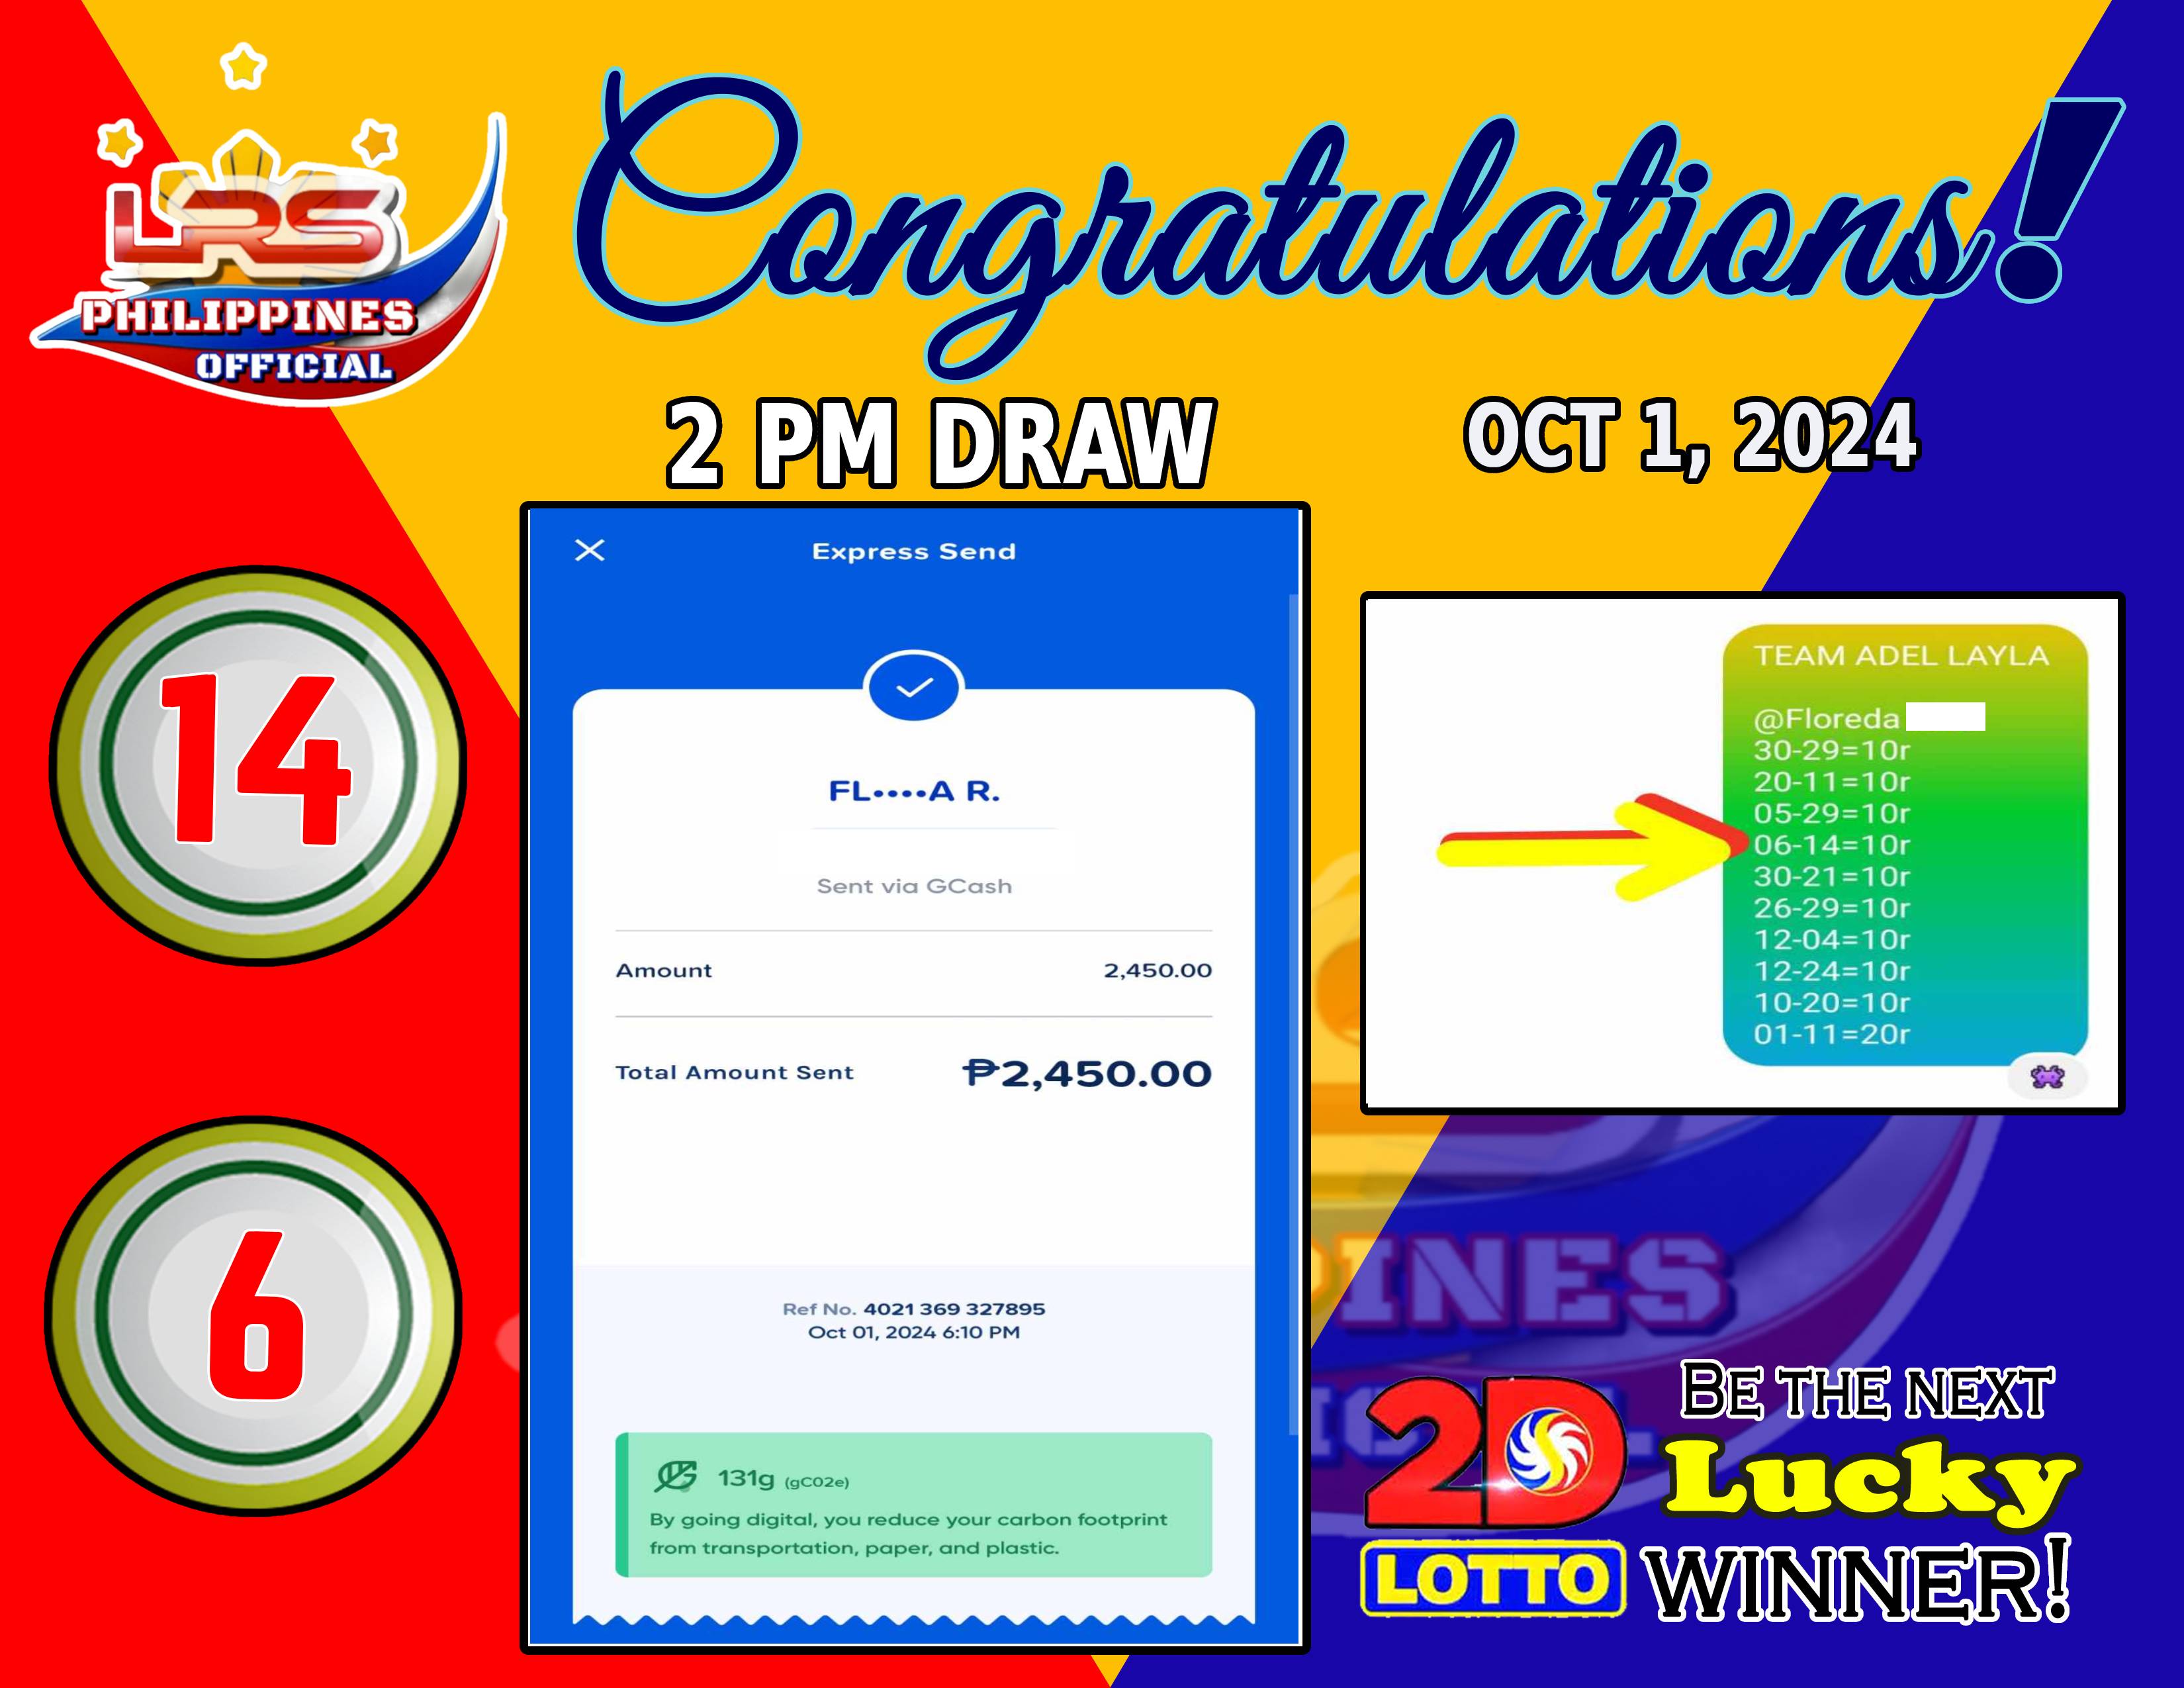 LRS
PHILIPPINES
OFFICIAL
Congratulations!
2 PM DRAW
OCT 1, 2024
14
6
Express Send
FL••••A R.
Sent via GCash
Amount 2,450.00
Total Amount Sent ₱2,450.00
Ref No. 4021 369 327895
Oct 01, 2024 6:10 PM
131g (gCO2e)
By going digital, you reduce your carbon footprint
from transportation, paper, and plastic.
TEAM ADEL LAYLA
@Floreda
30-29=10r
20-11=10r
05-29=10r
06-14=10r
30-21=10r
26-29=10r
12-04=10r
12-24=10r
10-20=10r
01-11=20r
PINES
2D
LOTTO
BE THE NEXT
Lucky
WINNER!